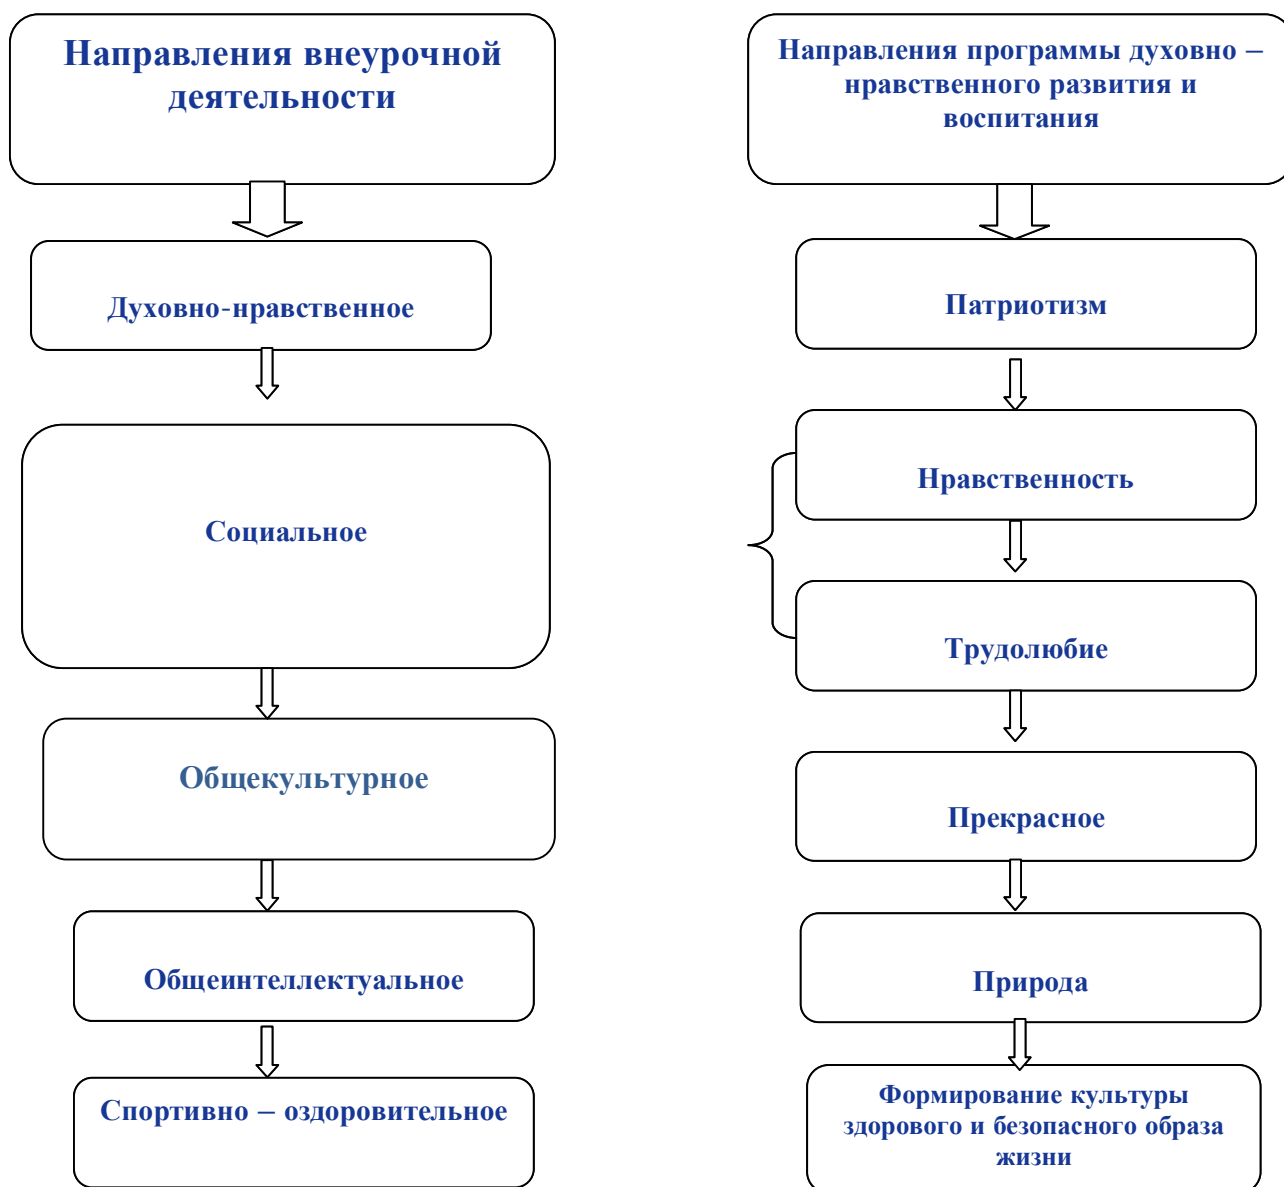 Направления внеурочной
деятельности
Духовно-нравственное
Социальное
Общекультурное
Общеинтеллектуальное
Спортивно – оздоровительное
Направления программы духовно –
нравственного развития и
воспитания
Патриотизм
Нравственность
Трудолюбие
Прекрасное
Природа
Формирование культуры
здорового и безопасного образа
жизни